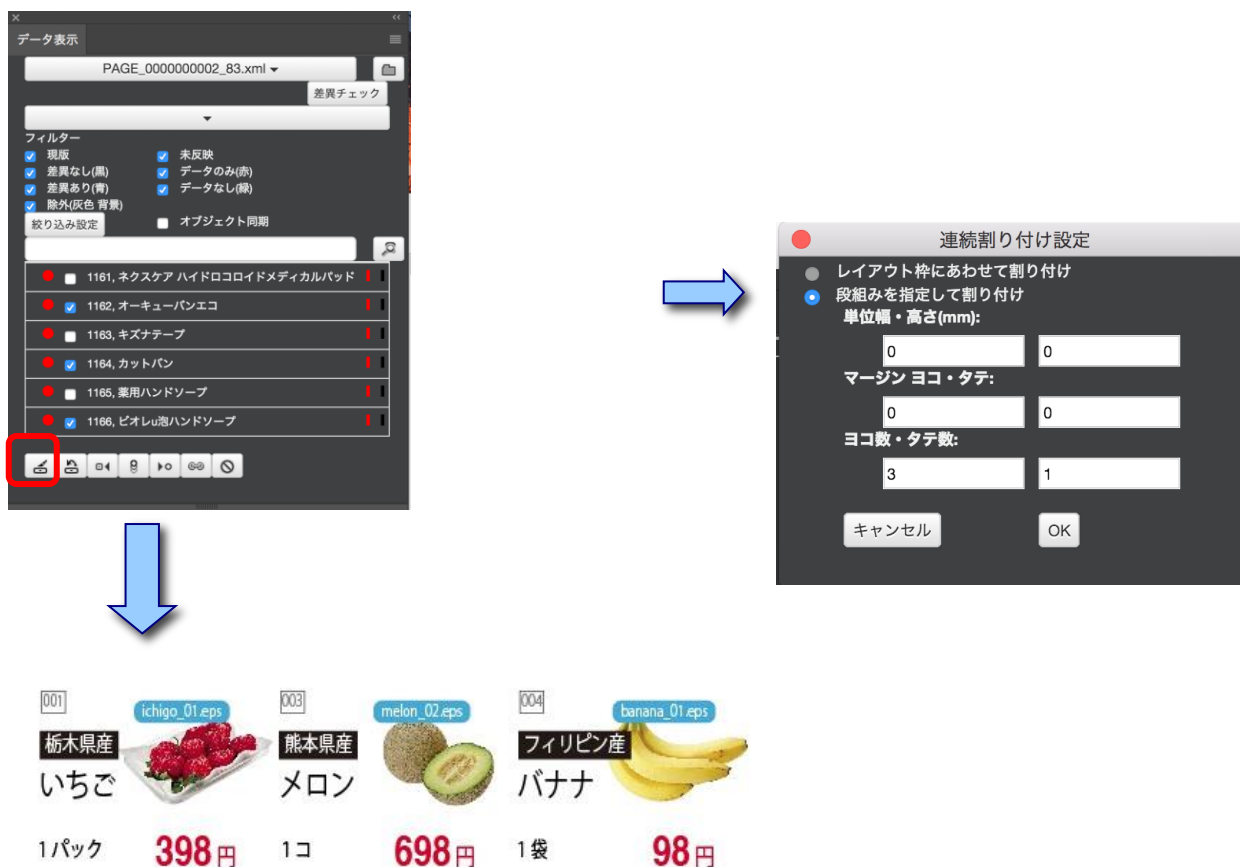 データ表示
PAGE_0000000002_83.xml
差異チェック
フィルター
現版
未反映
差異なし(黒)
データのみ(赤)
差異あり(青)
データなし(緑)
除外(灰色 背景)
絞り込み設定
オブジェクト同期
1161, ネクスケア ハイドロコロイドメディカルパッド
1162, オーキューバンエコ
1163, キズナテープ
1164, カットバン
1165, 薬用ハンドソープ
1166, ビオレu泡ハンドソープ
連続割り付け設定
レイアウト枠にあわせて割り付け
段組みを指定して割り付け
単位幅・高さ(mm):
0 0
マージン ヨコ・タテ:
0 0
ヨコ数・タテ数:
3 1
キャンセル OK
001
ichigo_01.eps
栃木県産
いちご
1パック 398円
003
melon_02.eps
熊本県産
メロン
1コ 698円
004
banana_01.eps
フィリピン産
バナナ
1袋 98円